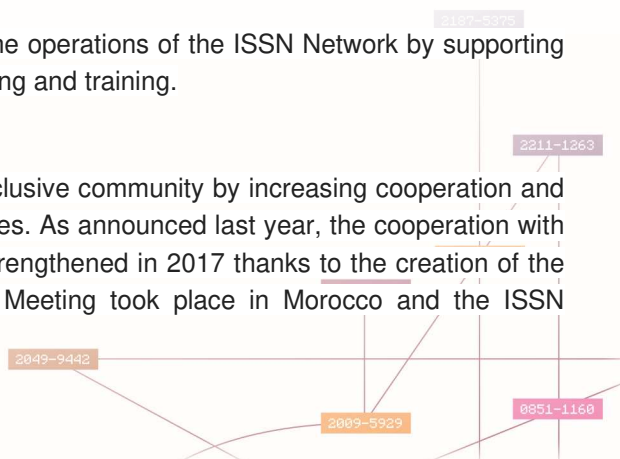 2187-5375
ne operations of the ISSN Network by supporting
ng and training.
2211-1263
clusive community by increasing cooperation and
es. As announced last year, the cooperation with
rengthened in 2017 thanks to the creation of the
Meeting took place in Morocco and the ISSN
2049-9442
0851-1160
2009-5929